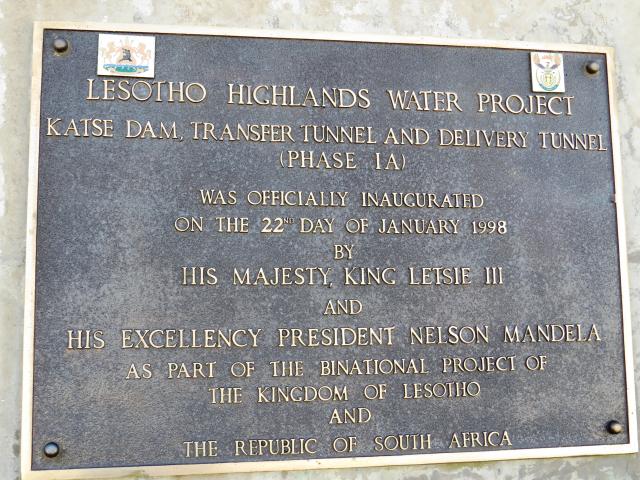 LESOTHO HIGHLANDS WATER PROJECT
KATSE DAM, TRANSFER TUNNEL AND DELIVERY TUNNEL
(PHASE 1A)
WAS OFFICIALLY INAUGURATED
ON THE 22ND DAY OF JANUARY 1998
BY
HIS MAJESTY, KING LETSIE III
AND
HIS EXCELLENCY PRESIDENT NELSON MANDELA
AS PART OF THE BINATIONAL PROJECT OF
THE KINGDOM OF LESOTHO
AND
THE REPUBLIC OF SOUTH AFRICA